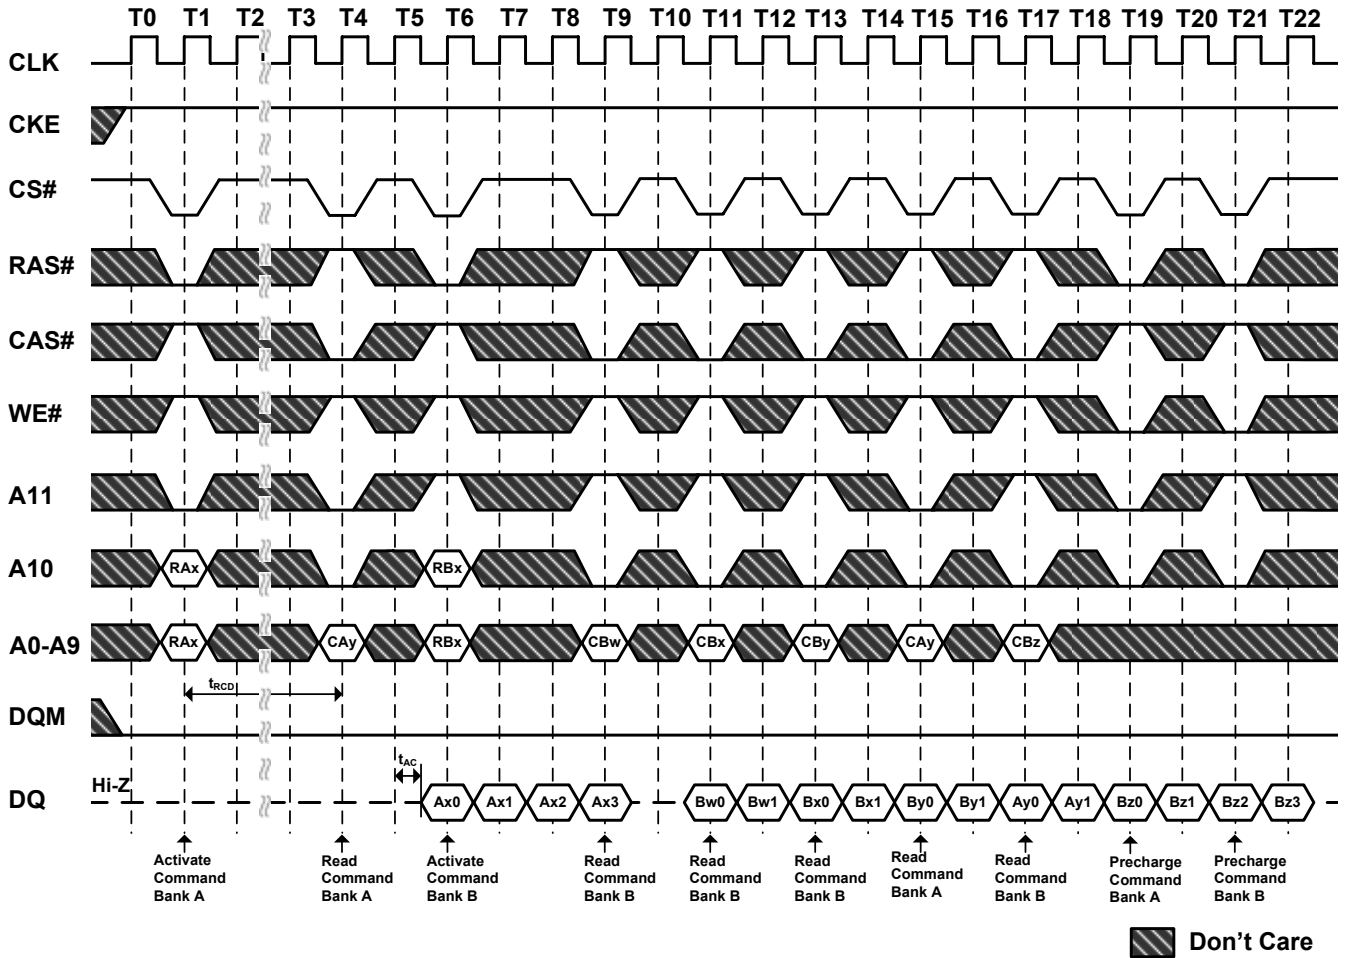 T0 T1 T2 T3 T4 T5 T6 T7 T8 T9 T10 T11 T12 T13 T14 T15 T16 T17 T18 T19 T20 T21 T22
CLK
CKE
CS#
RAS#
CAS#
WE#
A11
A10 RAx RBx
A0-A9 RAx CAy RBx CBw CBx CBy CAy CBz
tRCD
DQM
tAC
Hi-Z
DQ Ax0 Ax1 Ax2 Ax3 Bw0 Bw1 Bx0 Bx1 By0 By1 Ay0 Ay1 Bz0 Bz1 Bz2 Bz3
Activate
Command
Bank A
Read
Command
Bank A
Activate
Command
Bank B
Read
Command
Bank B
Read
Command
Bank B
Read
Command
Bank B
Read
Command
Bank A
Read
Command
Bank B
Precharge
Command
Bank A
Precharge
Command
Bank B
Don't Care